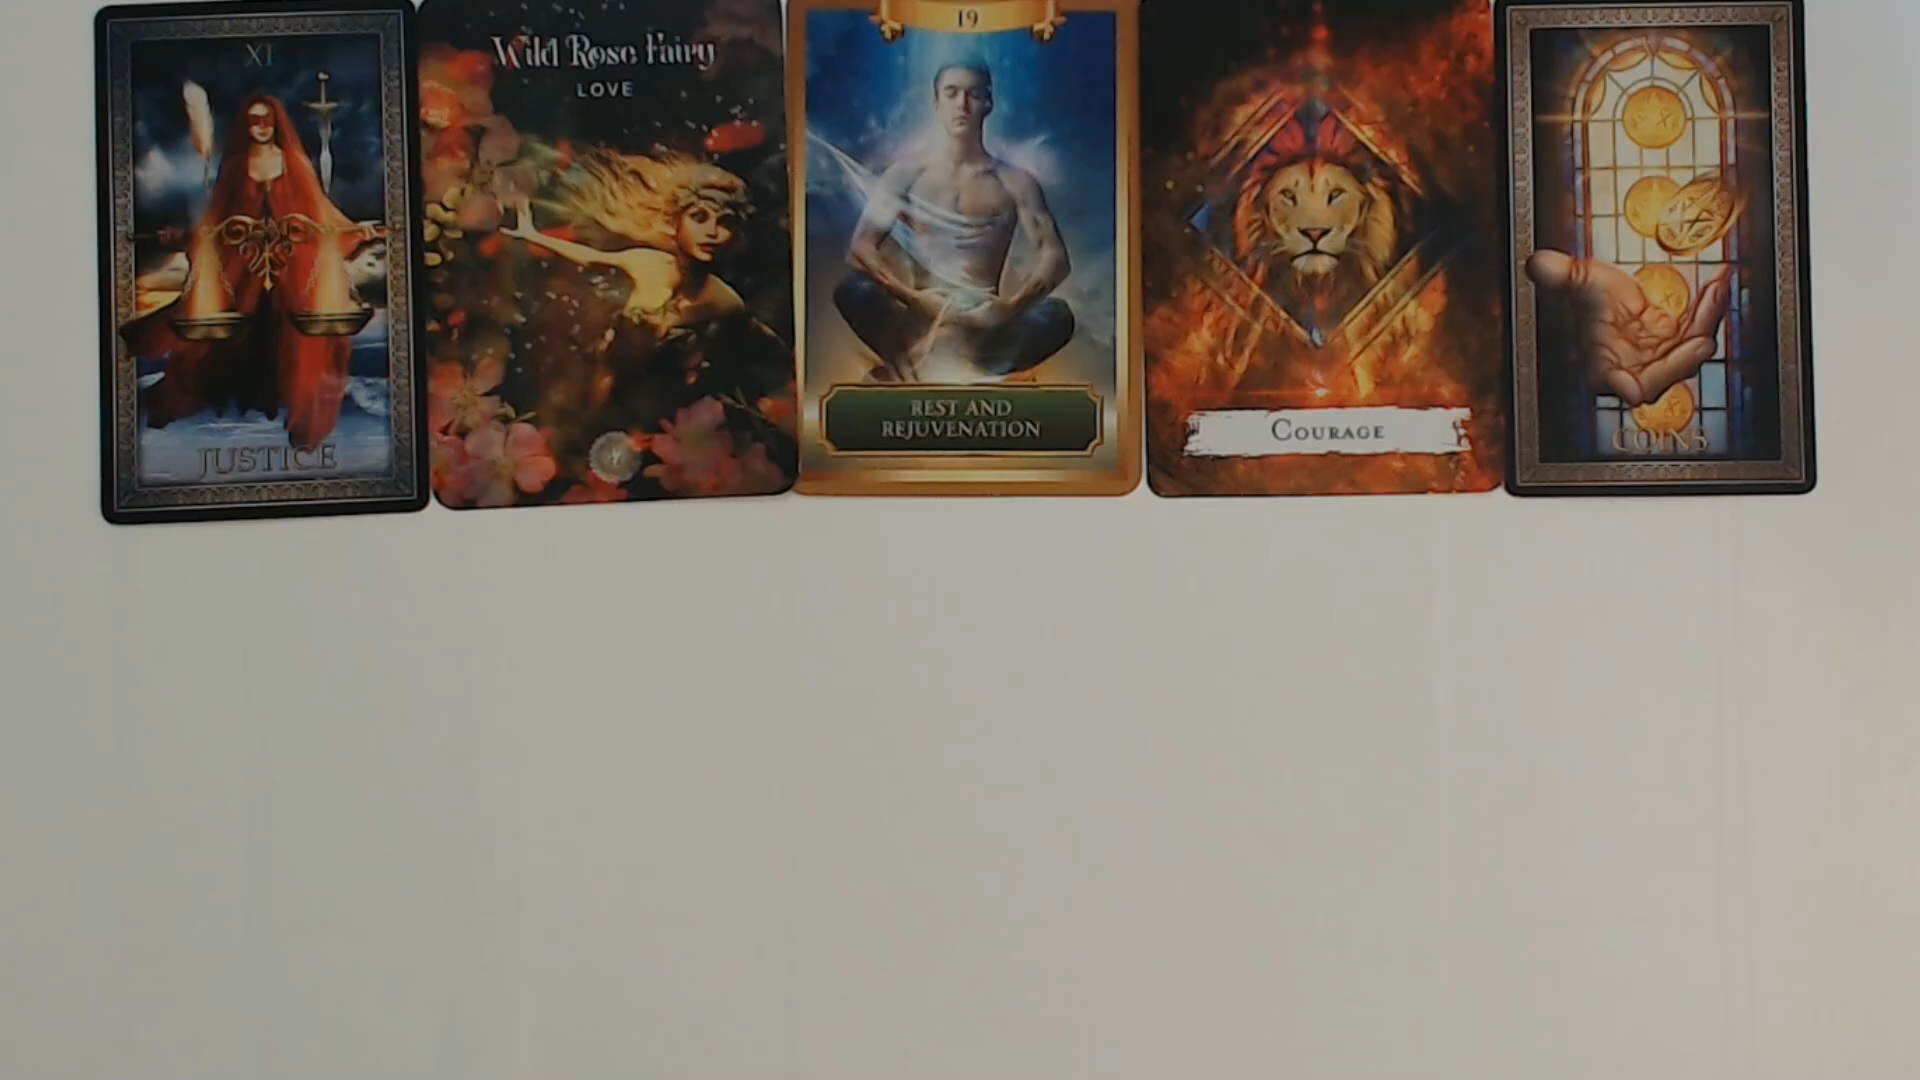 XI
JUSTICE
Wild Rose Fairy
LOVE
19
REST AND
REJUVENATION
COURAGE
COINS